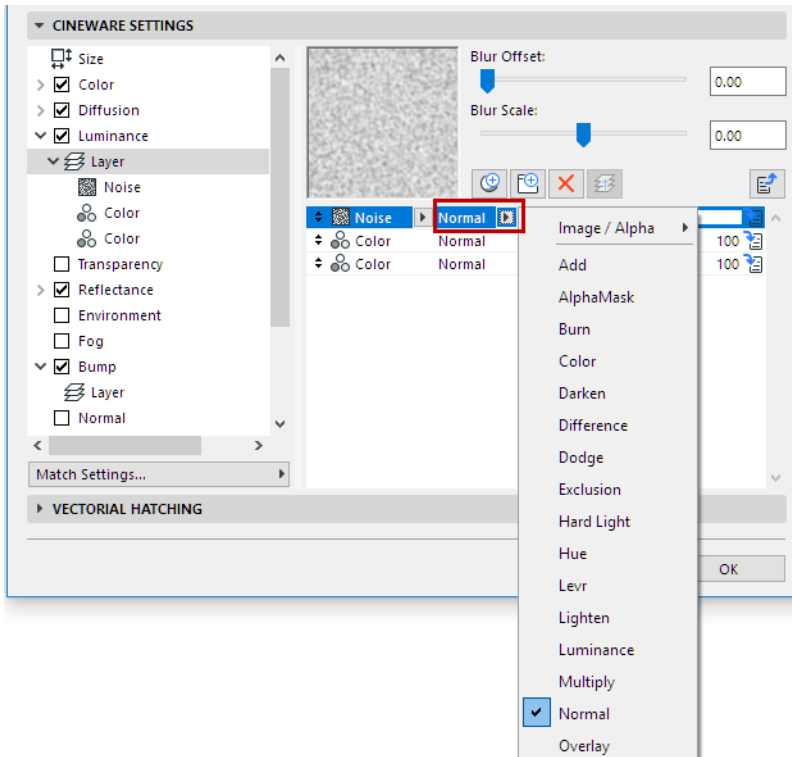 CINEWARE SETTINGS
Size
Color
Diffusion
Luminance
Layer
Noise
Color
Color
Transparency
Reflectance
Environment
Fog
Bump
Layer
Normal
Match Settings...
Blur Offset:
0.00
Blur Scale:
0.00
Noise Normal
Color Normal 100
Color Normal 100
Image / Alpha
Add
AlphaMask
Burn
Color
Darken
Difference
Dodge
Exclusion
Hard Light
Hue
Levr
Lighten
Luminance
Multiply
Normal
Overlay
VECTORIAL HATCHING
OK